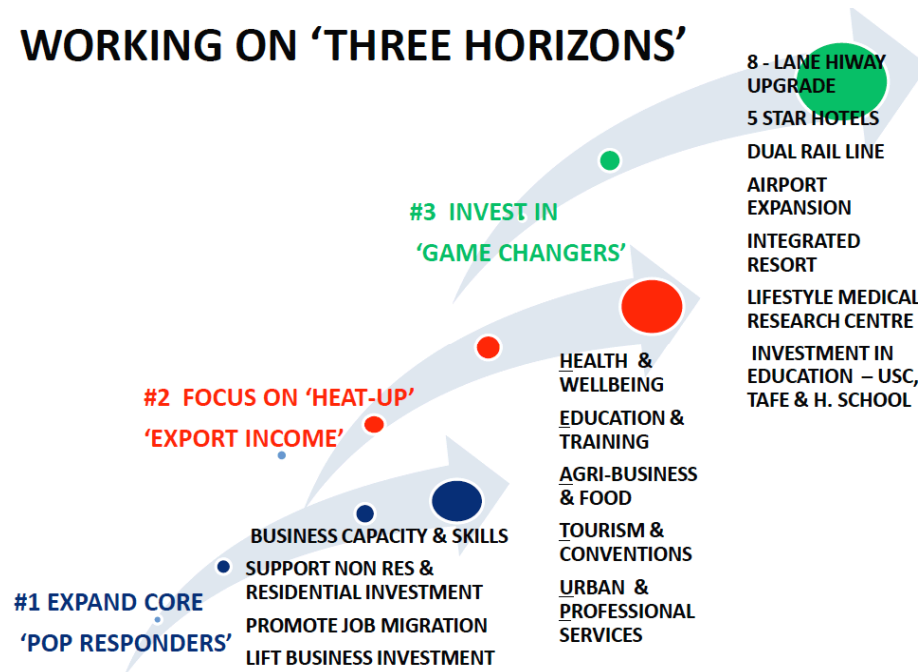 WORKING ON ‘THREE HORIZONS’
#1 EXPAND CORE
‘POP RESPONDERS’
BUSINESS CAPACITY & SKILLS
SUPPORT NON RES &
RESIDENTIAL INVESTMENT
PROMOTE JOB MIGRATION
LIFT BUSINESS INVESTMENT
#2 FOCUS ON ‘HEAT-UP’
‘EXPORT INCOME’
HEALTH &
WELLBEING
EDUCATION &
TRAINING
AGRI-BUSINESS
& FOOD
TOURISM &
CONVENTIONS
URBAN &
PROFESSIONAL
SERVICES
#3 INVEST IN
‘GAME CHANGERS’
8 - LANE HIWAY
UPGRADE
5 STAR HOTELS
DUAL RAIL LINE
AIRPORT
EXPANSION
INTEGRATED
RESORT
LIFESTYLE MEDICAL
RESEARCH CENTRE
INVESTMENT IN
EDUCATION – USC,
TAFE & H. SCHOOL